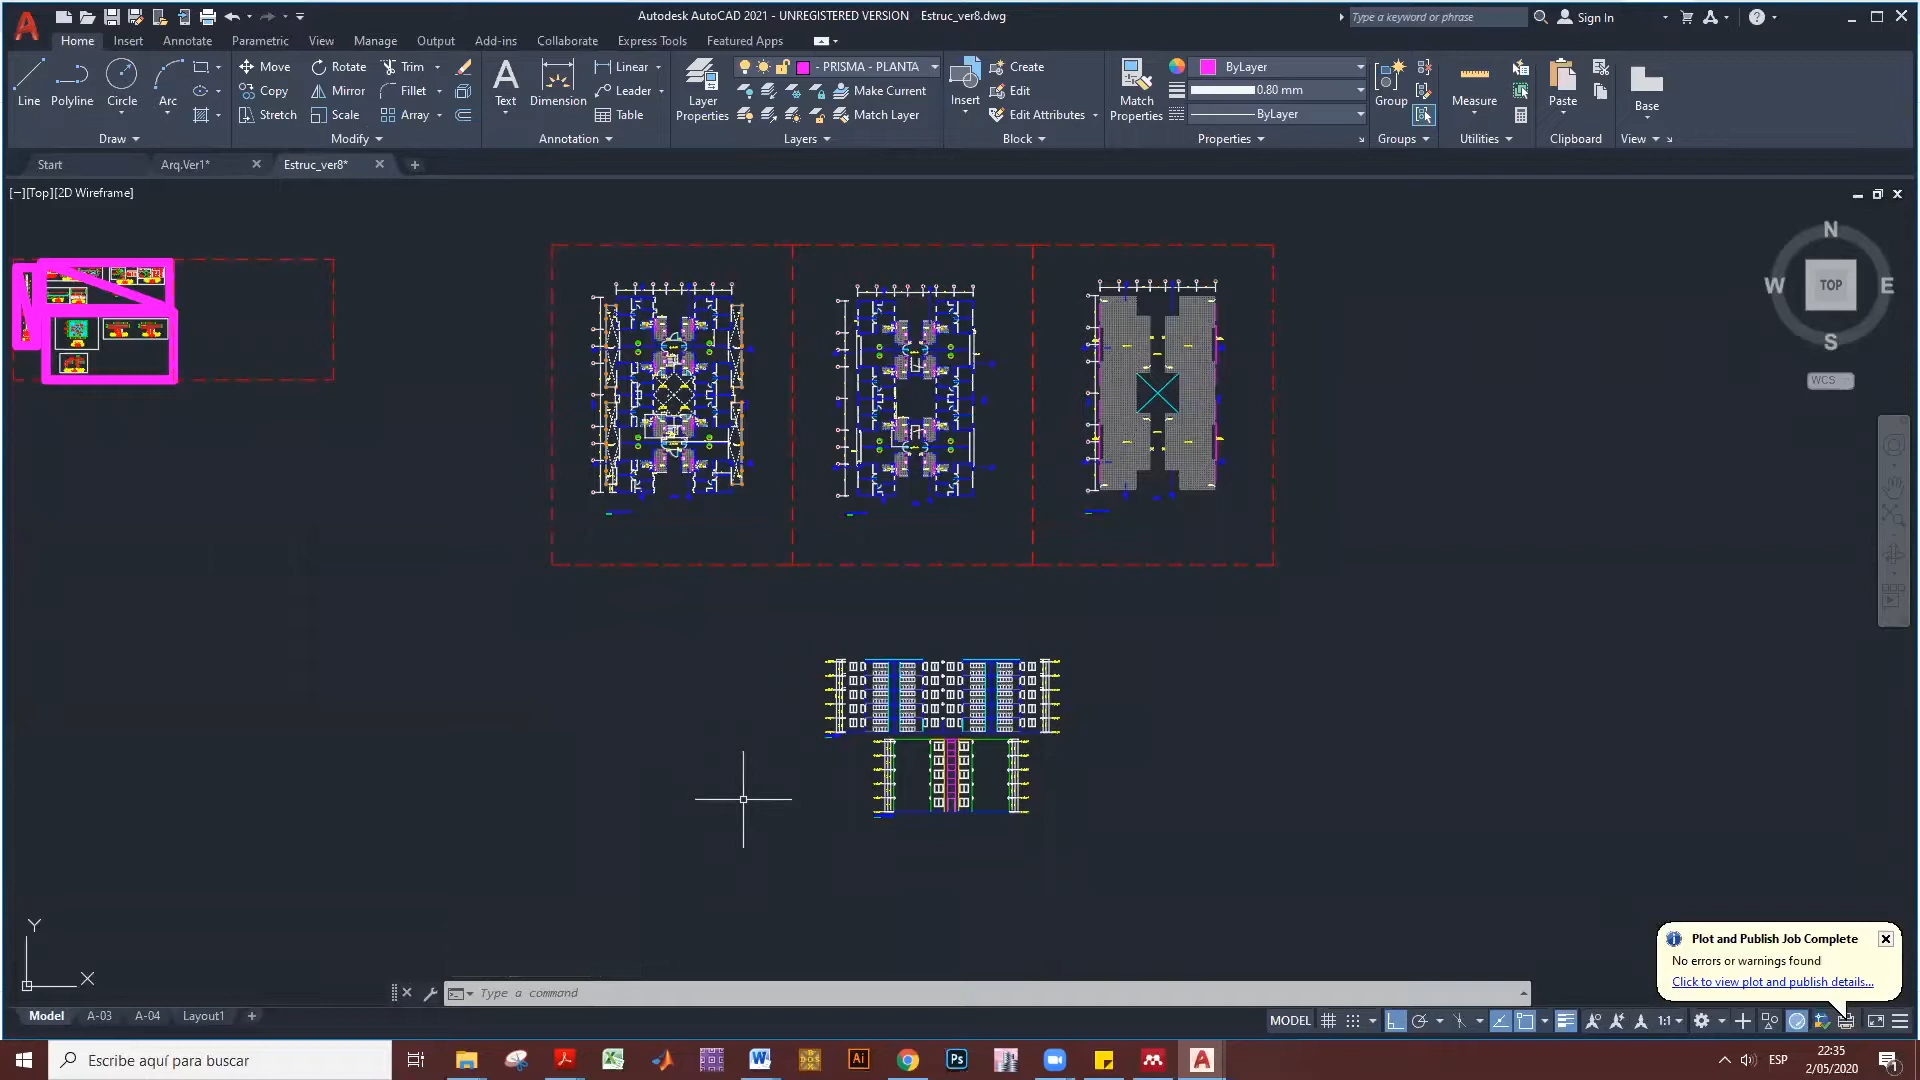 Autodesk AutoCAD 2021 - UNREGISTERED VERSION Estruc_ver8.dwg
Type a keyword or phrase
Sign In
Home Insert Annotate Parametric View Manage Output Add-ins Collaborate Express Tools Featured Apps
Line Polyline Circle Arc
Move Rotate Trim
Copy Mirror Fillet
Stretch Scale Array
Text Dimension
Linear
Leader
Table
Layer Properties
- PRISMA - PLANTA
Make Current
Match Layer
Insert
Create
Edit
Edit Attributes
Match Properties
ByLayer
0.80 mm
ByLayer
Group
Measure
Paste
Base
Draw Modify Annotation Layers Block Properties Groups Utilities Clipboard View
Start Arq.Ver1* Estruc_ver8*
[−][Top][2D Wireframe]
N
W TOP E
S
WCS
Y
X
Plot and Publish Job Complete
No errors or warnings found
Click to view plot and publish details...
Type a command
Model A-03 A-04 Layout1
MODEL
1:1
Escribe aquí para buscar
W
Ai
Ps
A
ESP
22:35
2/05/2020